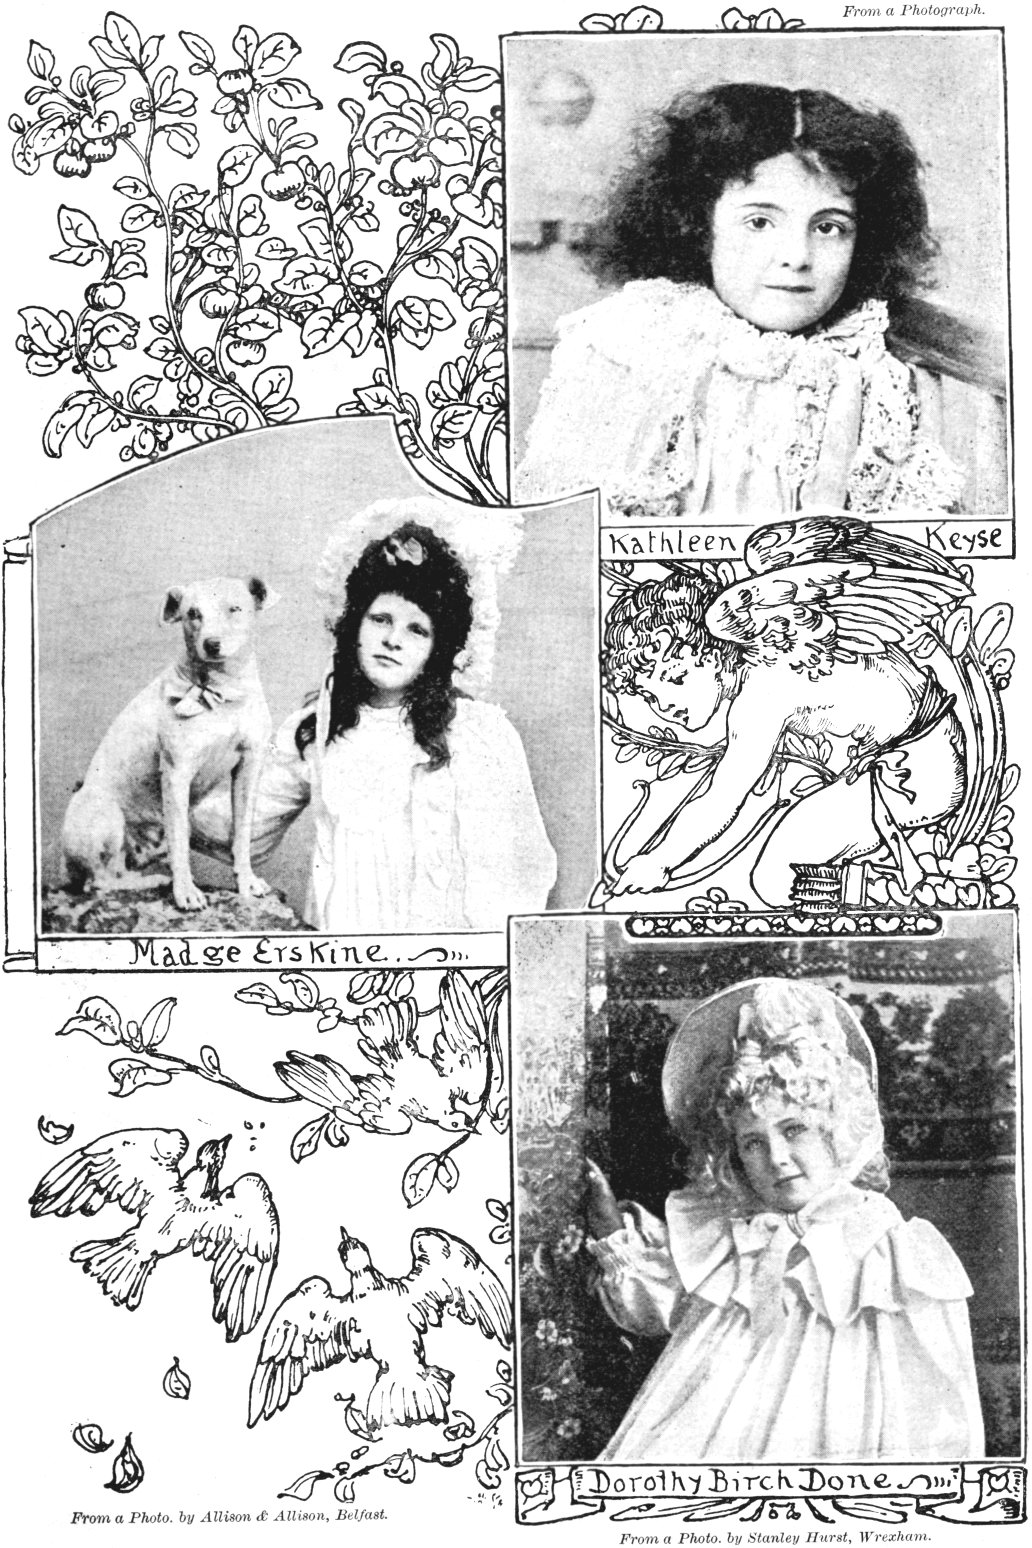 From a Photograph.
Kathleen Keyse
Madge Erskine..
Dorothy Birch Done
From a Photo. by Allison & Allison, Belfast.
From a Photo. by Stanley Hurst, Wrexham.